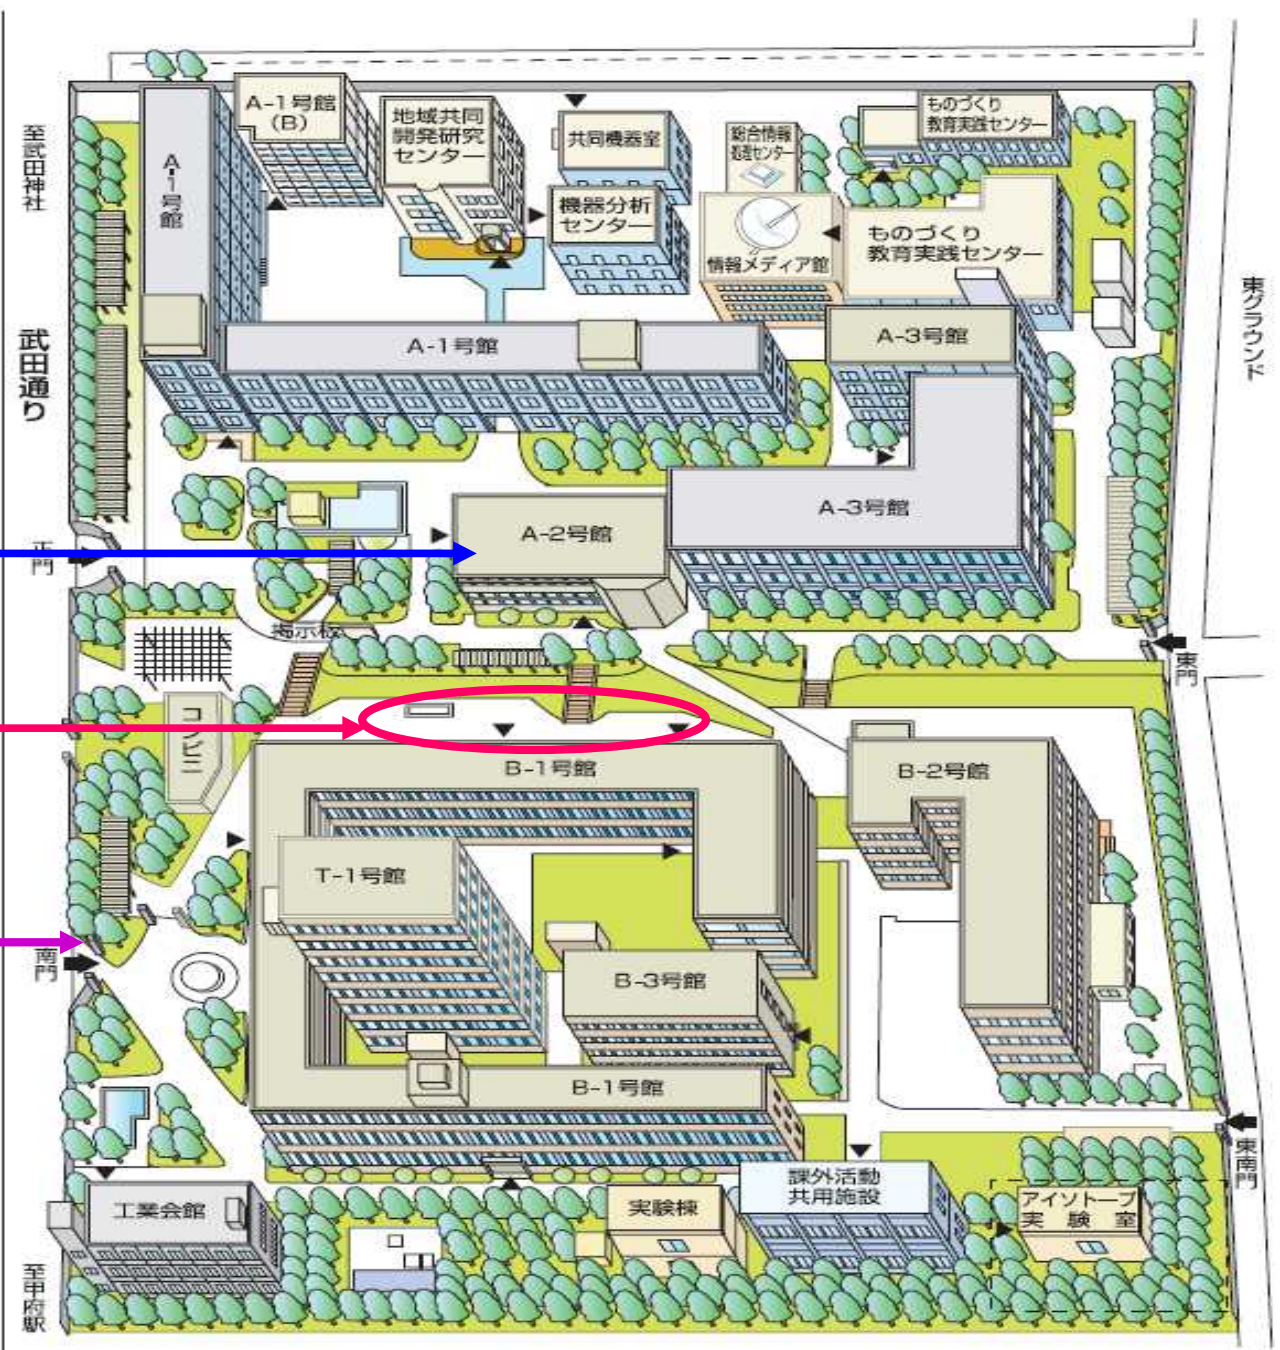 A-1号館
(B)
地域共同
開発研究
センター
共同機器室
総合情報
処理センター
ものづくり
教育実践センター
至武田神社
A-1号館
機器分析
センター
情報メディア館
ものづくり
教育実践センター
東グラウンド
武田通り
A-1号館
A-3号館
A-2号館
A-3号館
正門
掲示板
東門
コンビニ
B-1号館
B-2号館
T-1号館
南門
B-3号館
B-1号館
東南門
工業会館
実験棟
課外活動
共用施設
アイソトープ
実験室
至甲府駅